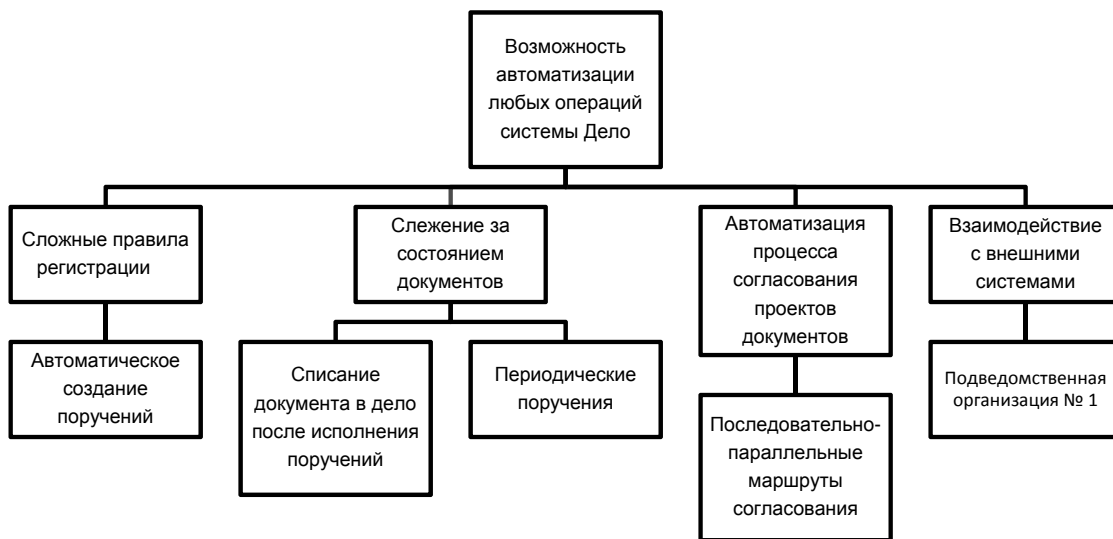 Возможность
автоматизации
любых операций
системы Дело
Сложные правила
регистрации
Слежение за
состоянием
документов
Автоматизация
процесса
согласования
проектов
документов
Взаимодействие
с внешними
системами
Автоматическое
создание
поручений
Списание
документа в дело
после исполнения
поручений
Периодические
поручения
Последовательно-
параллельные
маршруты
согласования
Подведомственная
организация № 1